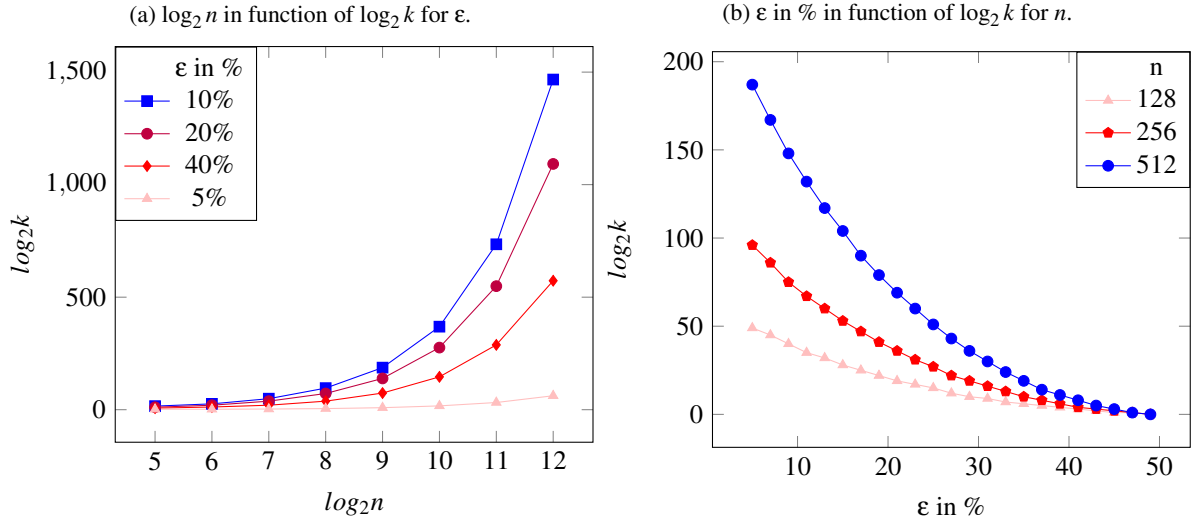 (a) log₂ n in function of log₂ k for ε.
ε in %
10%
20%
40%
5%
1,500
1,000
500
0
log₂k
5 6 7 8 9 10 11 12
log₂n
(b) ε in % in function of log₂ k for n.
n
128
256
512
200
150
100
50
0
log₂k
10 20 30 40 50
ε in %